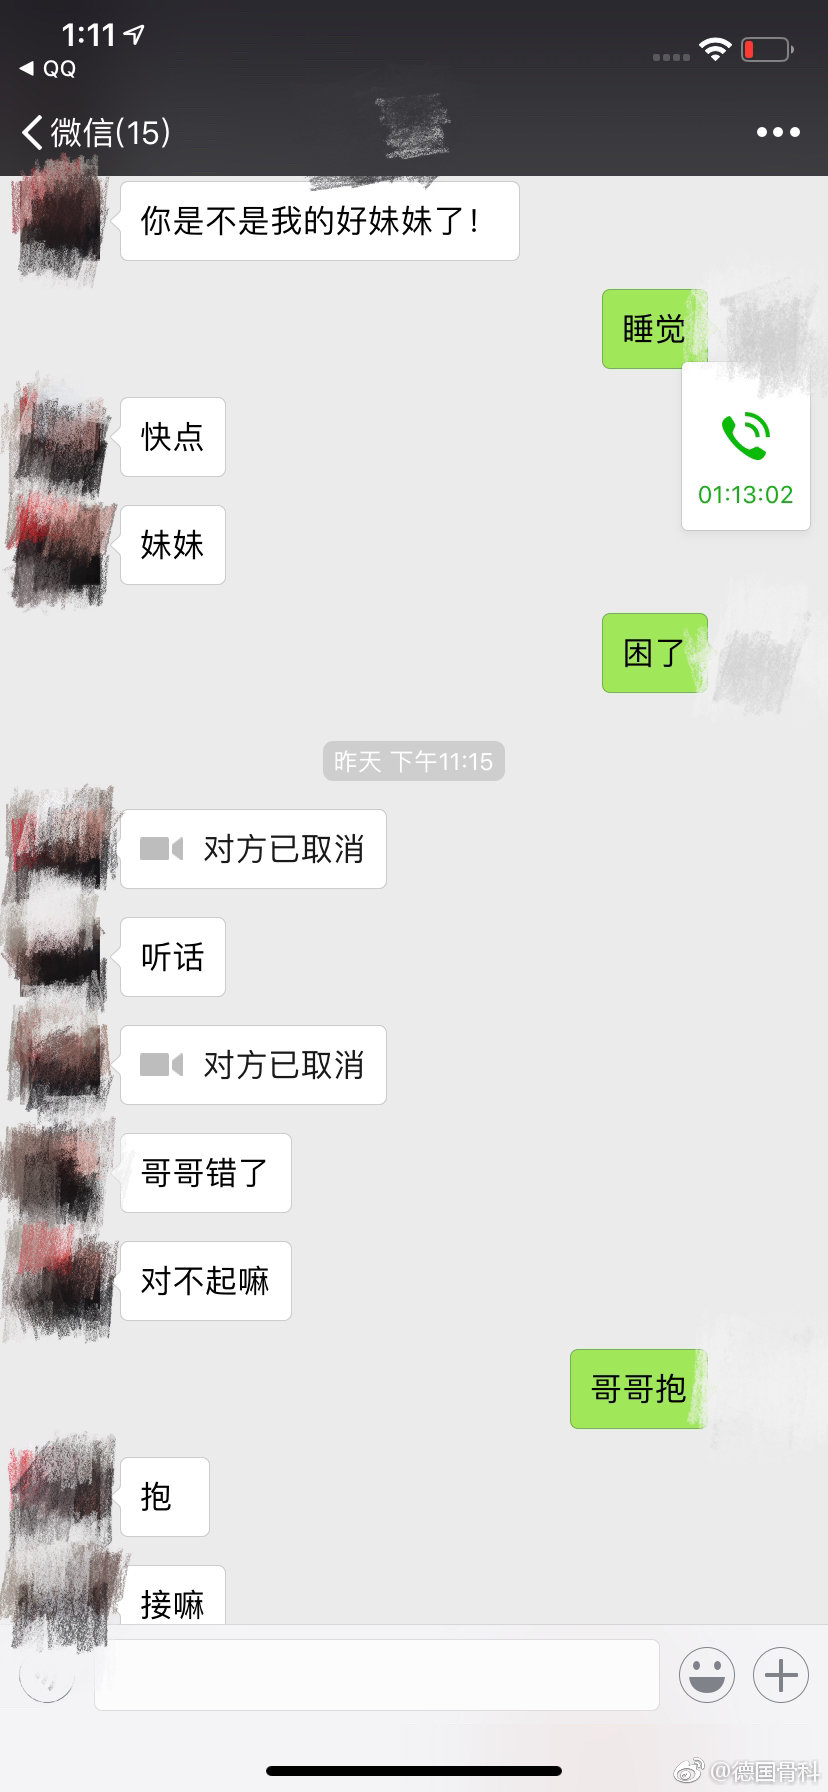 1:11
QQ
微信(15)
你是不是我的好妹妹了!
睡觉
快点
01:13:02
妹妹
困了
昨天 下午11:15
对方已取消
听话
对方已取消
哥哥错了
对不起嘛
哥哥抱
抱
接嘛
@德国骨科